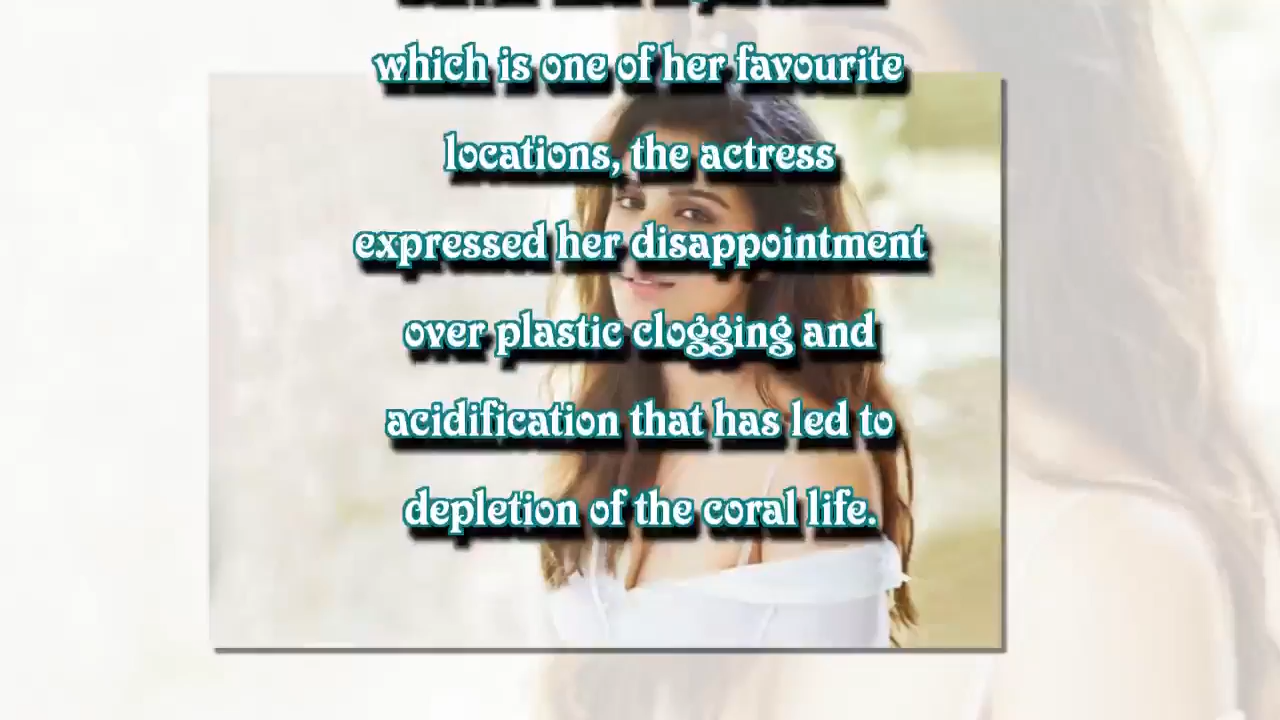 which is one of her favourite
locations, the actress
expressed her disappointment
over plastic clogging and
acidification that has led to
depletion of the coral life.